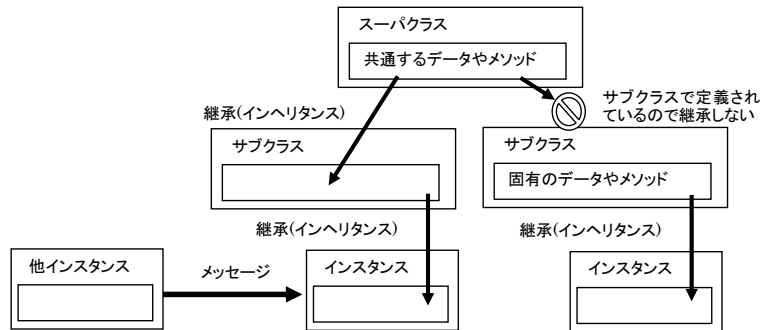 スーパクラス
共通するデータやメソッド
サブクラスで定義され
ているので継承しない
継承(インヘリタンス)
サブクラス
サブクラス
固有のデータやメソッド
継承(インヘリタンス)
継承(インヘリタンス)
他インスタンス
メッセージ
インスタンス
インスタンス